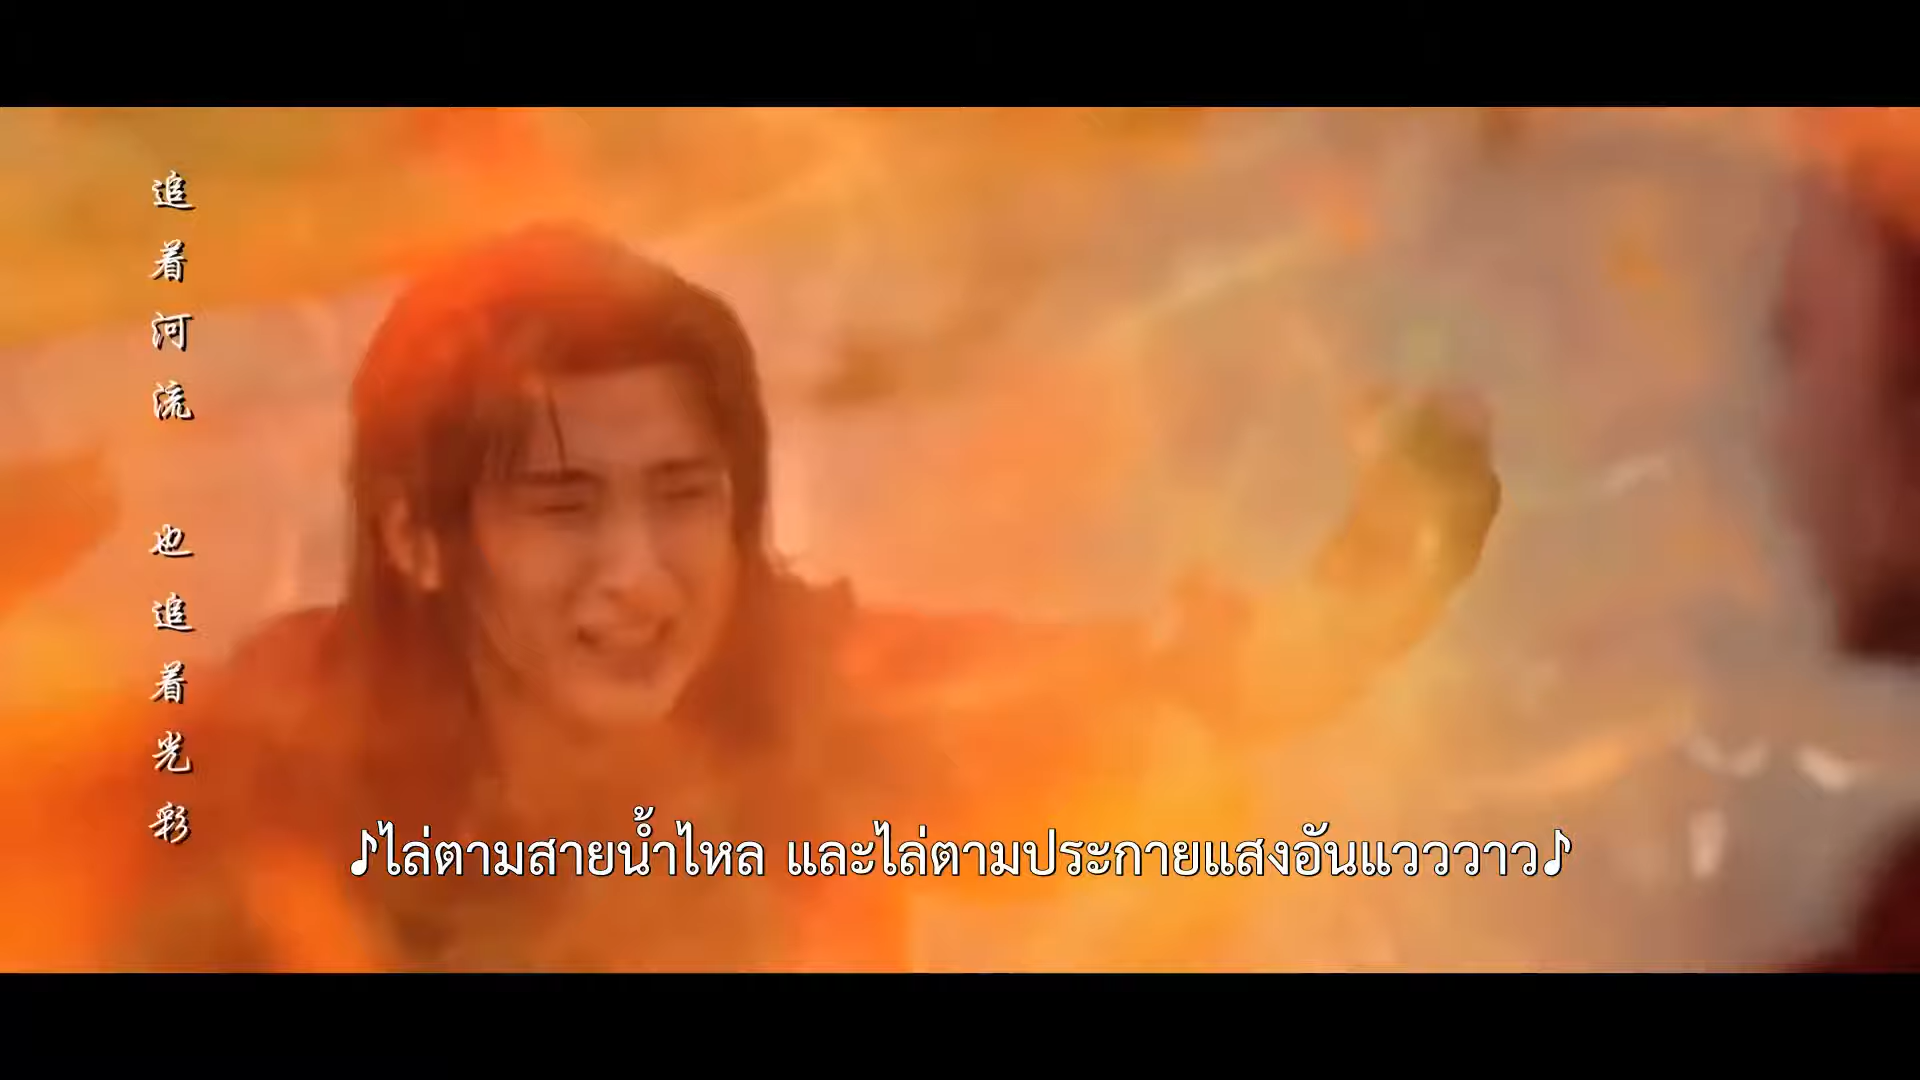 追着河流 也追着光彩
♪ไล่ตามสายน้ำไหล และไล่ตามประกายแสงอันแวววาว♪